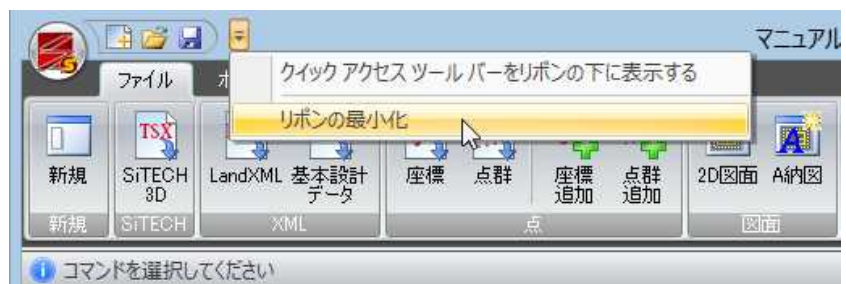 マニュアル
クイック アクセス ツール バーをリボンの下に表示する
ファイル
リボンの最小化
TSX
新規
SiTECH 3D
LandXML
基本設計データ
座標
点群
座標追加
点群追加
2D図面
A納図
新規
SiTECH
XML
点
図面
コマンドを選択してください